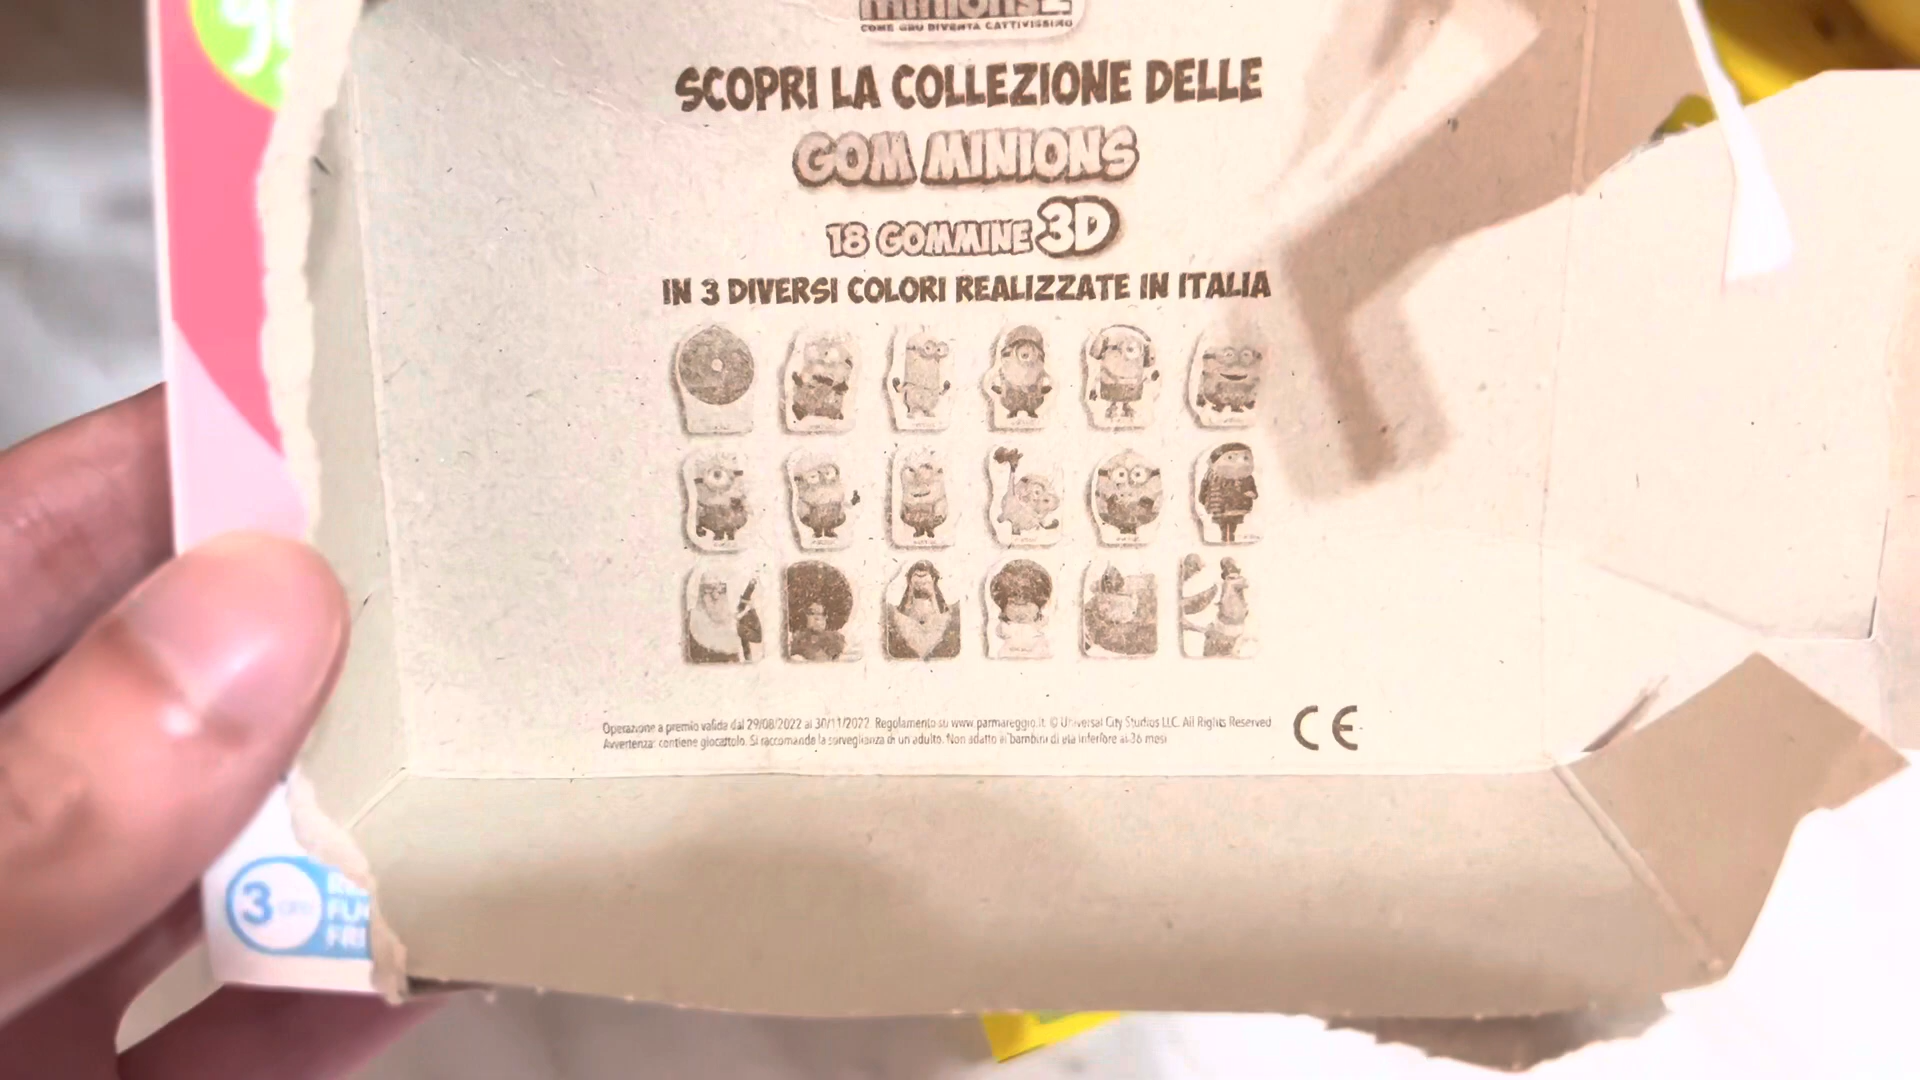 minions 2
COME GRU DIVENTA CATTIVISSIMO
SCOPRI LA COLLEZIONE DELLE
GOM MINIONS
18 GOMMINE 3D
IN 3 DIVERSI COLORI REALIZZATE IN ITALIA
Operazione a premio valida dal 29/08/2022 al 30/11/2022. Regolamento su www.parmareggio.it. © Universal City Studios LLC. All Rights Reserved
Avvertenza: contiene giocattolo. Si raccomanda la sorveglianza di un adulto. Non adatto ai bambini di età inferiore ai 36 mesi
CE
3